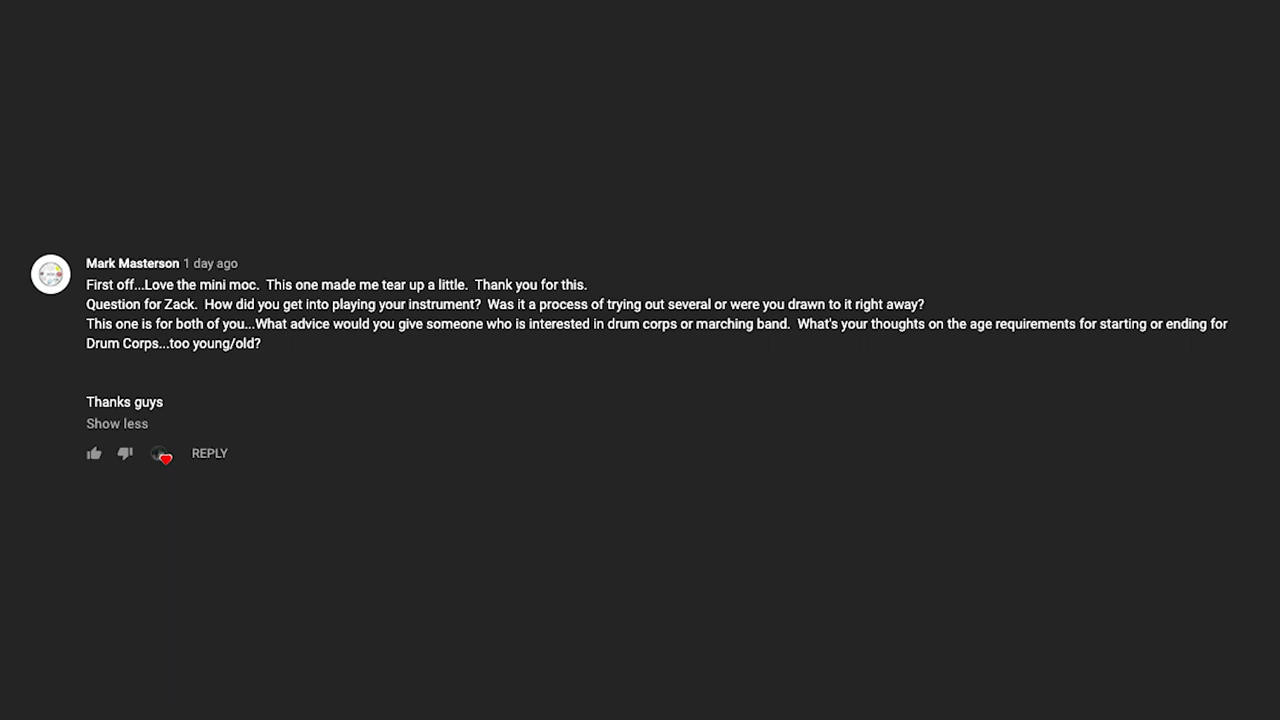 Mark Masterson 1 day ago
First off...Love the mini moc.  This one made me tear up a little.  Thank you for this.
Question for Zack.  How did you get into playing your instrument?  Was it a process of trying out several or were you drawn to it right away?
This one is for both of you...What advice would you give someone who is interested in drum corps or marching band.  What's your thoughts on the age requirements for starting or ending for
Drum Corps...too young/old?
Thanks guys
Show less
REPLY